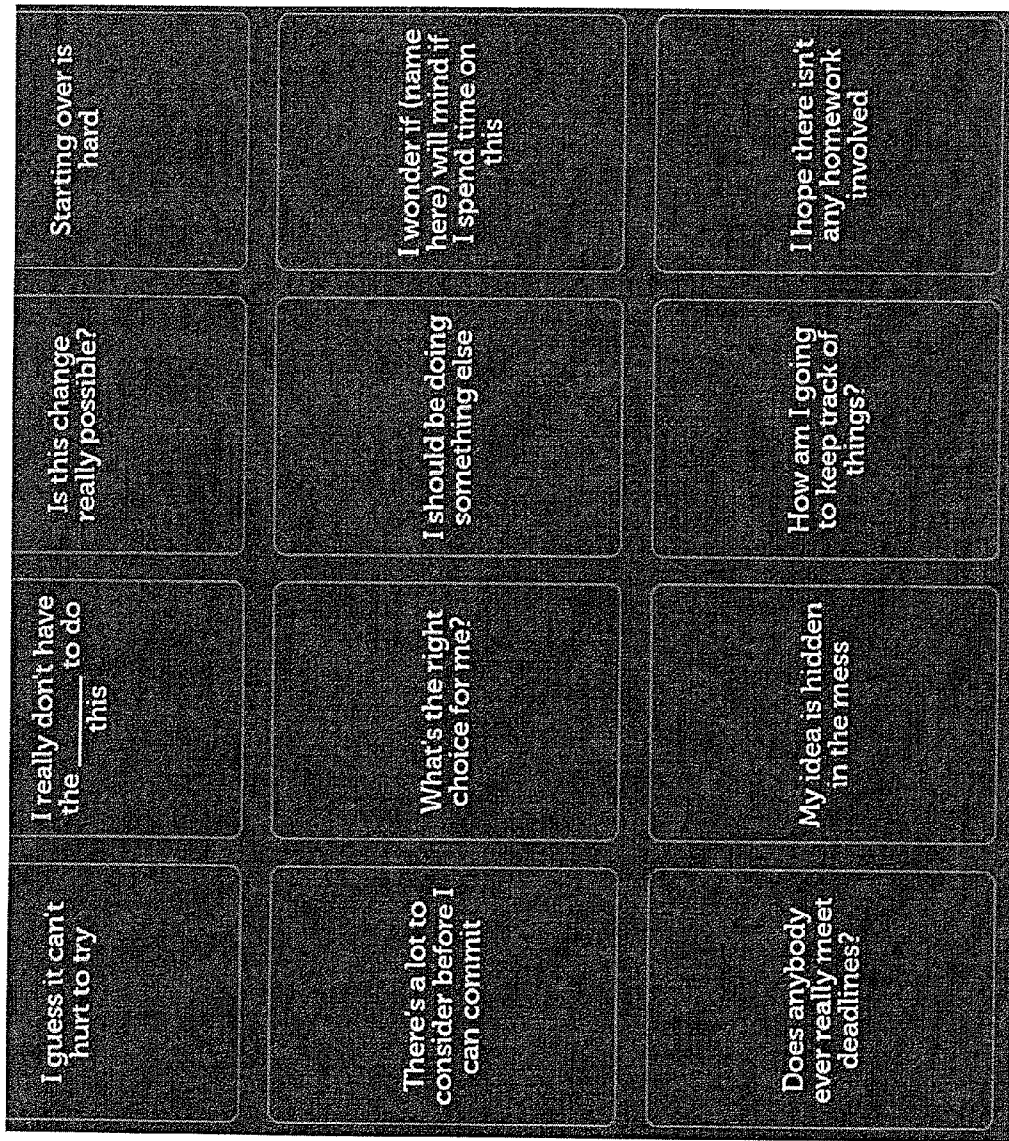 I guess it can't
hurt to try
I really don't have
the ______ to do
this
Is this change
really possible?
Starting over is
hard
There's a lot to
consider before I
can commit
What's the right
choice for me?
I should be doing
something else
I wonder if (name
here) will mind if
I spend time on
this
Does anybody
ever really meet
deadlines?
My idea is hidden
in the mess
How am I going
to keep track of
things?
I hope there isn't
any homework
involved